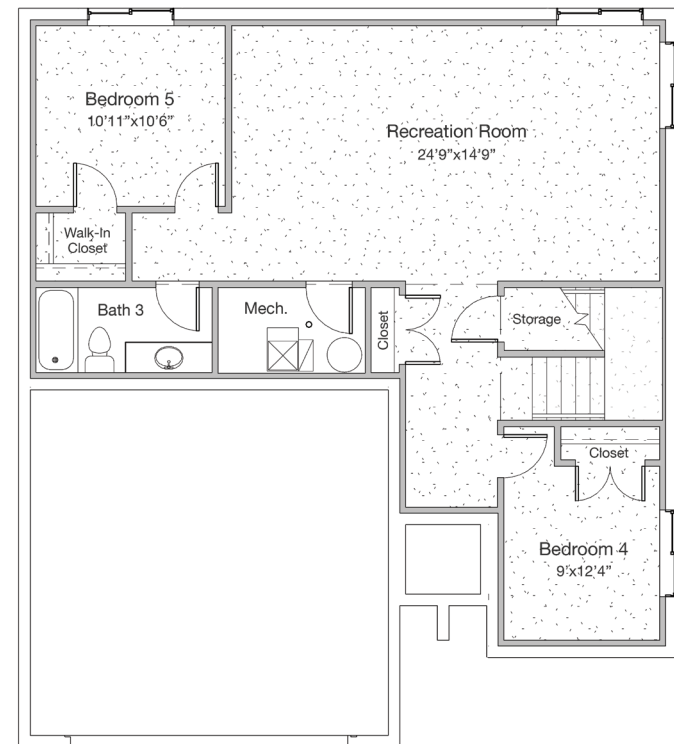 Bedroom 5
10'11"x10'6"
Recreation Room
24'9"x14'9"
Walk-In
Closet
Bath 3
Mech.
Closet
Storage
Closet
Bedroom 4
9'x12'4"